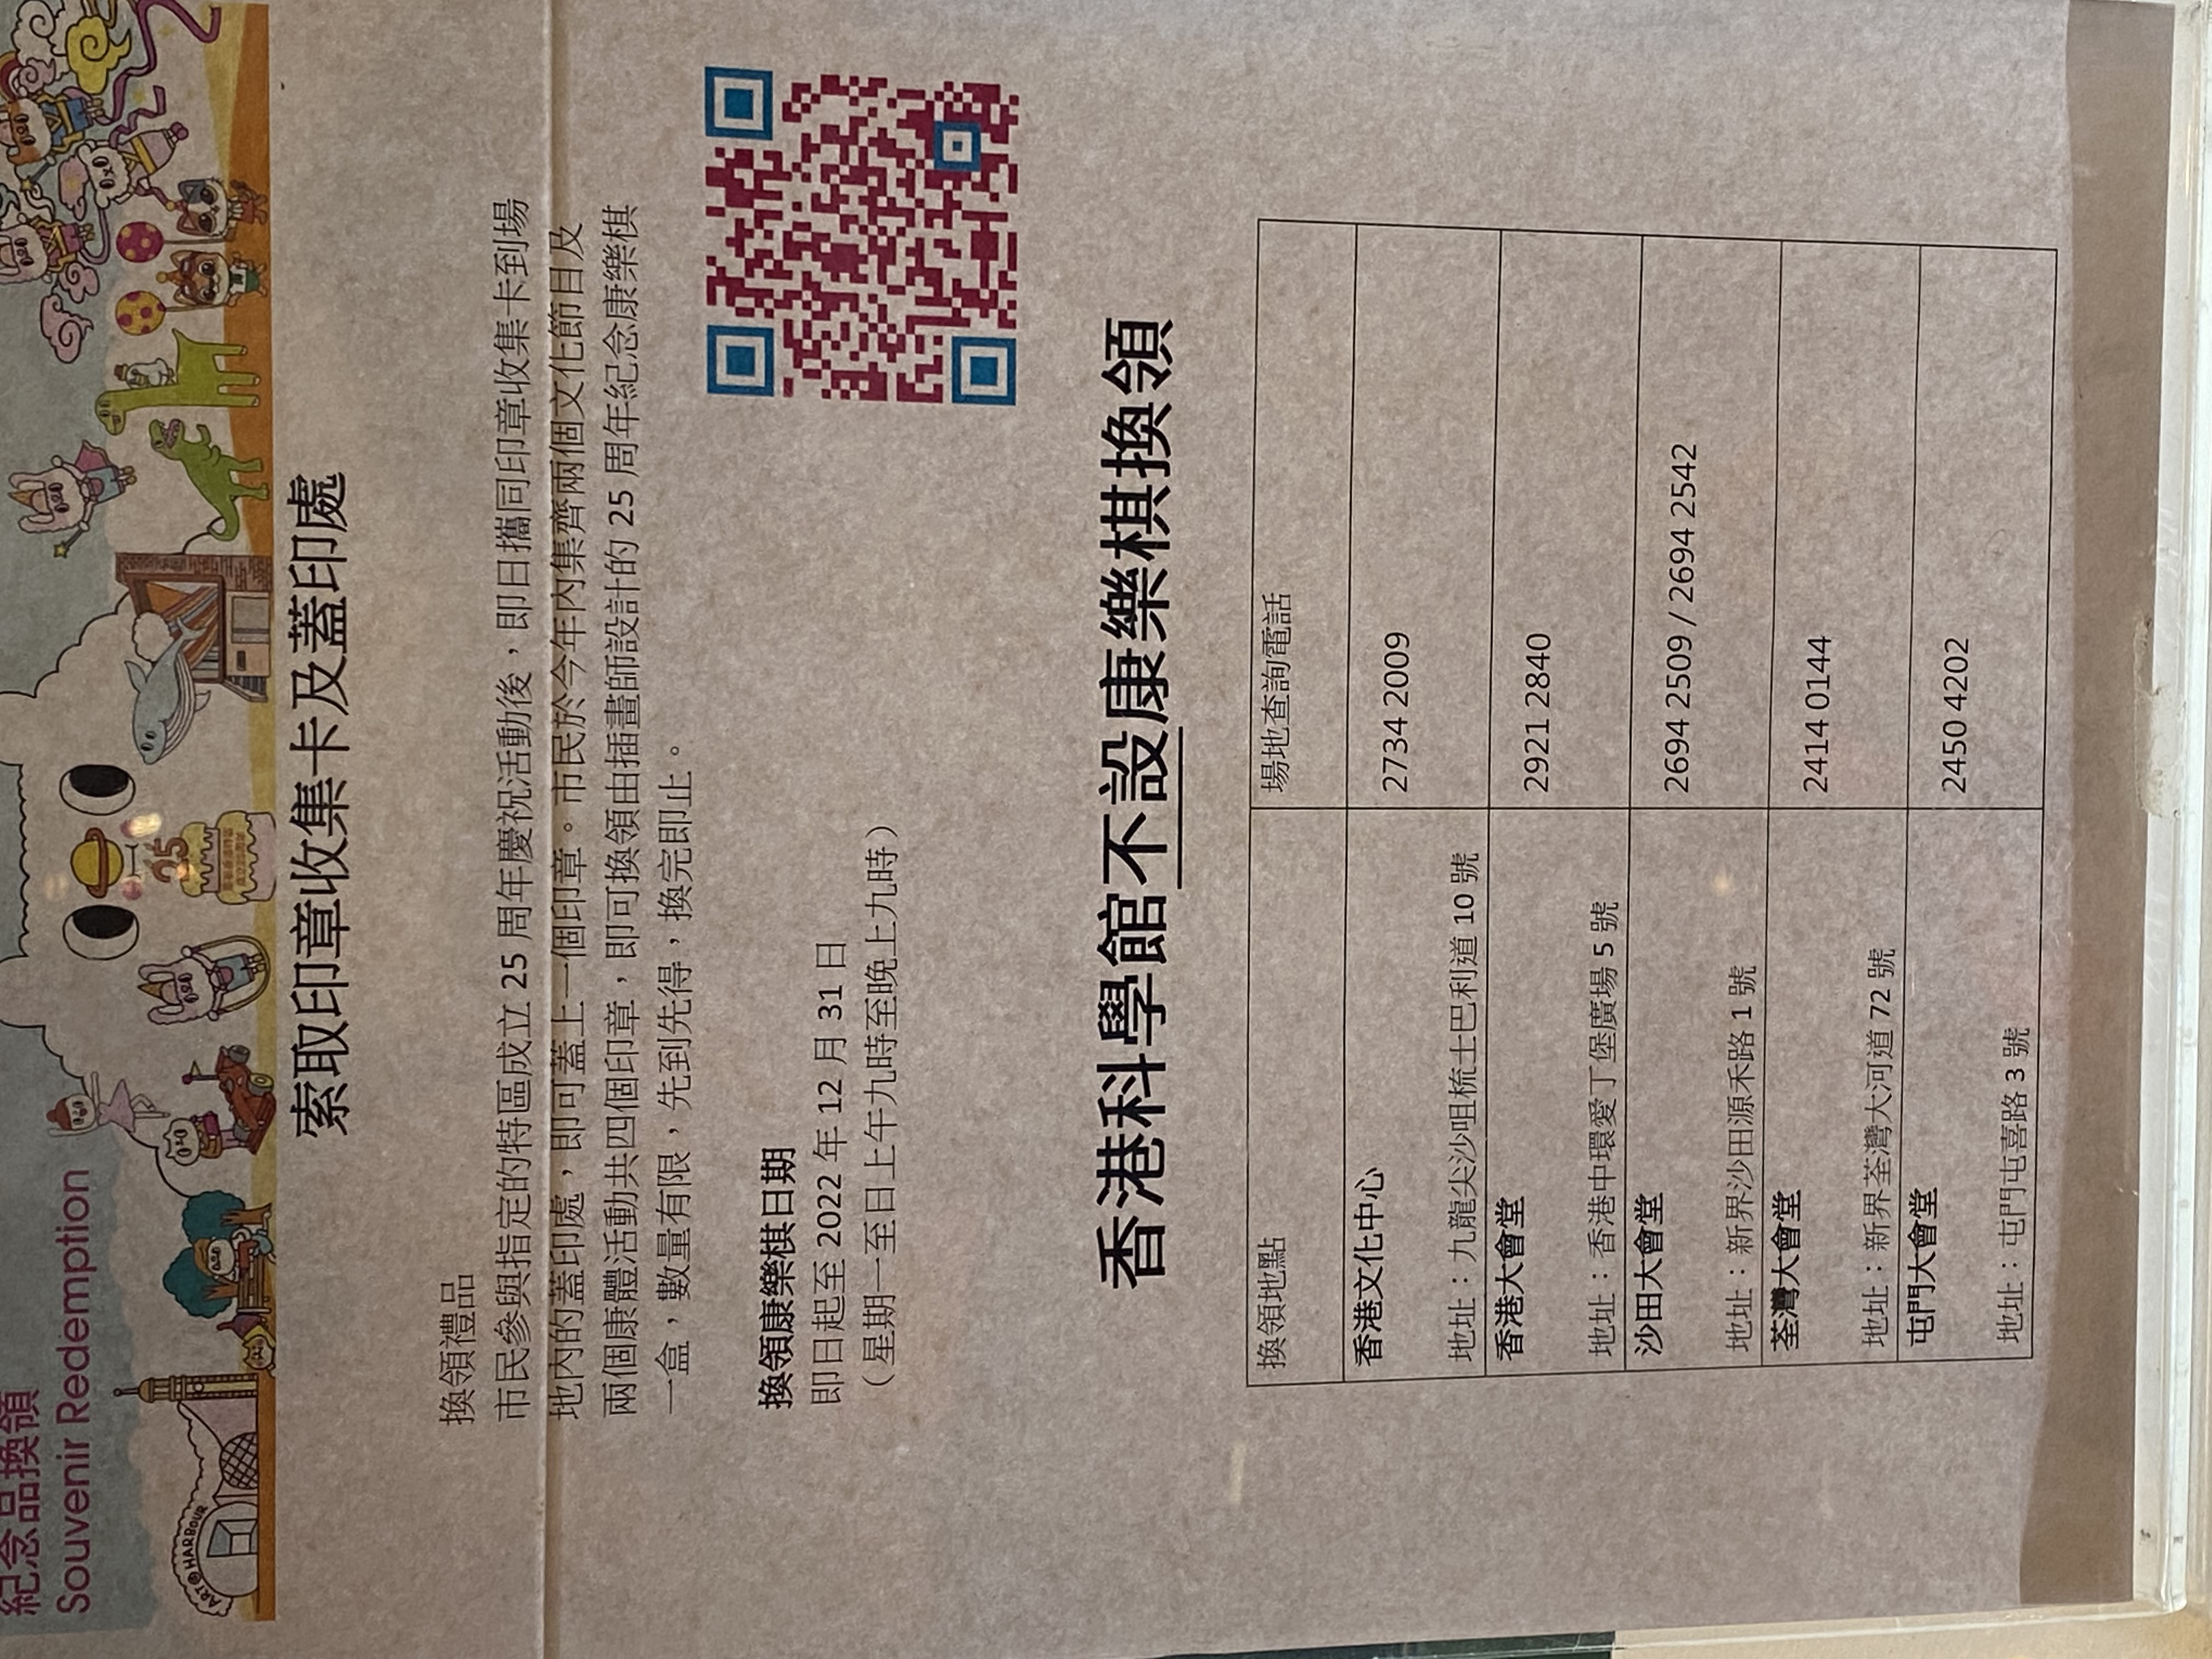 紀念品換領
Souvenir Redemption
ART@HARBOUR
25
索取印章收集卡及蓋印處
換領禮品
市民參與指定的特區成立 25 周年慶祝活動後，即日攜同印章收集卡到場
地內的蓋印處，即可蓋上一個印章。市民於今年內集齊兩個文化節目及
兩個康體活動共四個印章，即可換領由插畫師設計的 25 周年紀念康樂棋
一盒，數量有限，先到先得，換完即止。
換領康樂棋日期
即日起至 2022 年 12 月 31 日
（星期一至日上午九時至晚上九時）
香港科學館不設康樂棋換領
換領地點 場地查詢電話
香港文化中心 2734 2009
地址：九龍尖沙咀梳士巴利道 10 號
香港大會堂 2921 2840
地址：香港中環愛丁堡廣場 5 號
沙田大會堂 2694 2509 / 2694 2542
地址：新界沙田源禾路 1 號
荃灣大會堂 2414 0144
地址：新界荃灣大河道 72 號
屯門大會堂 2450 4202
地址：屯門屯喜路 3 號